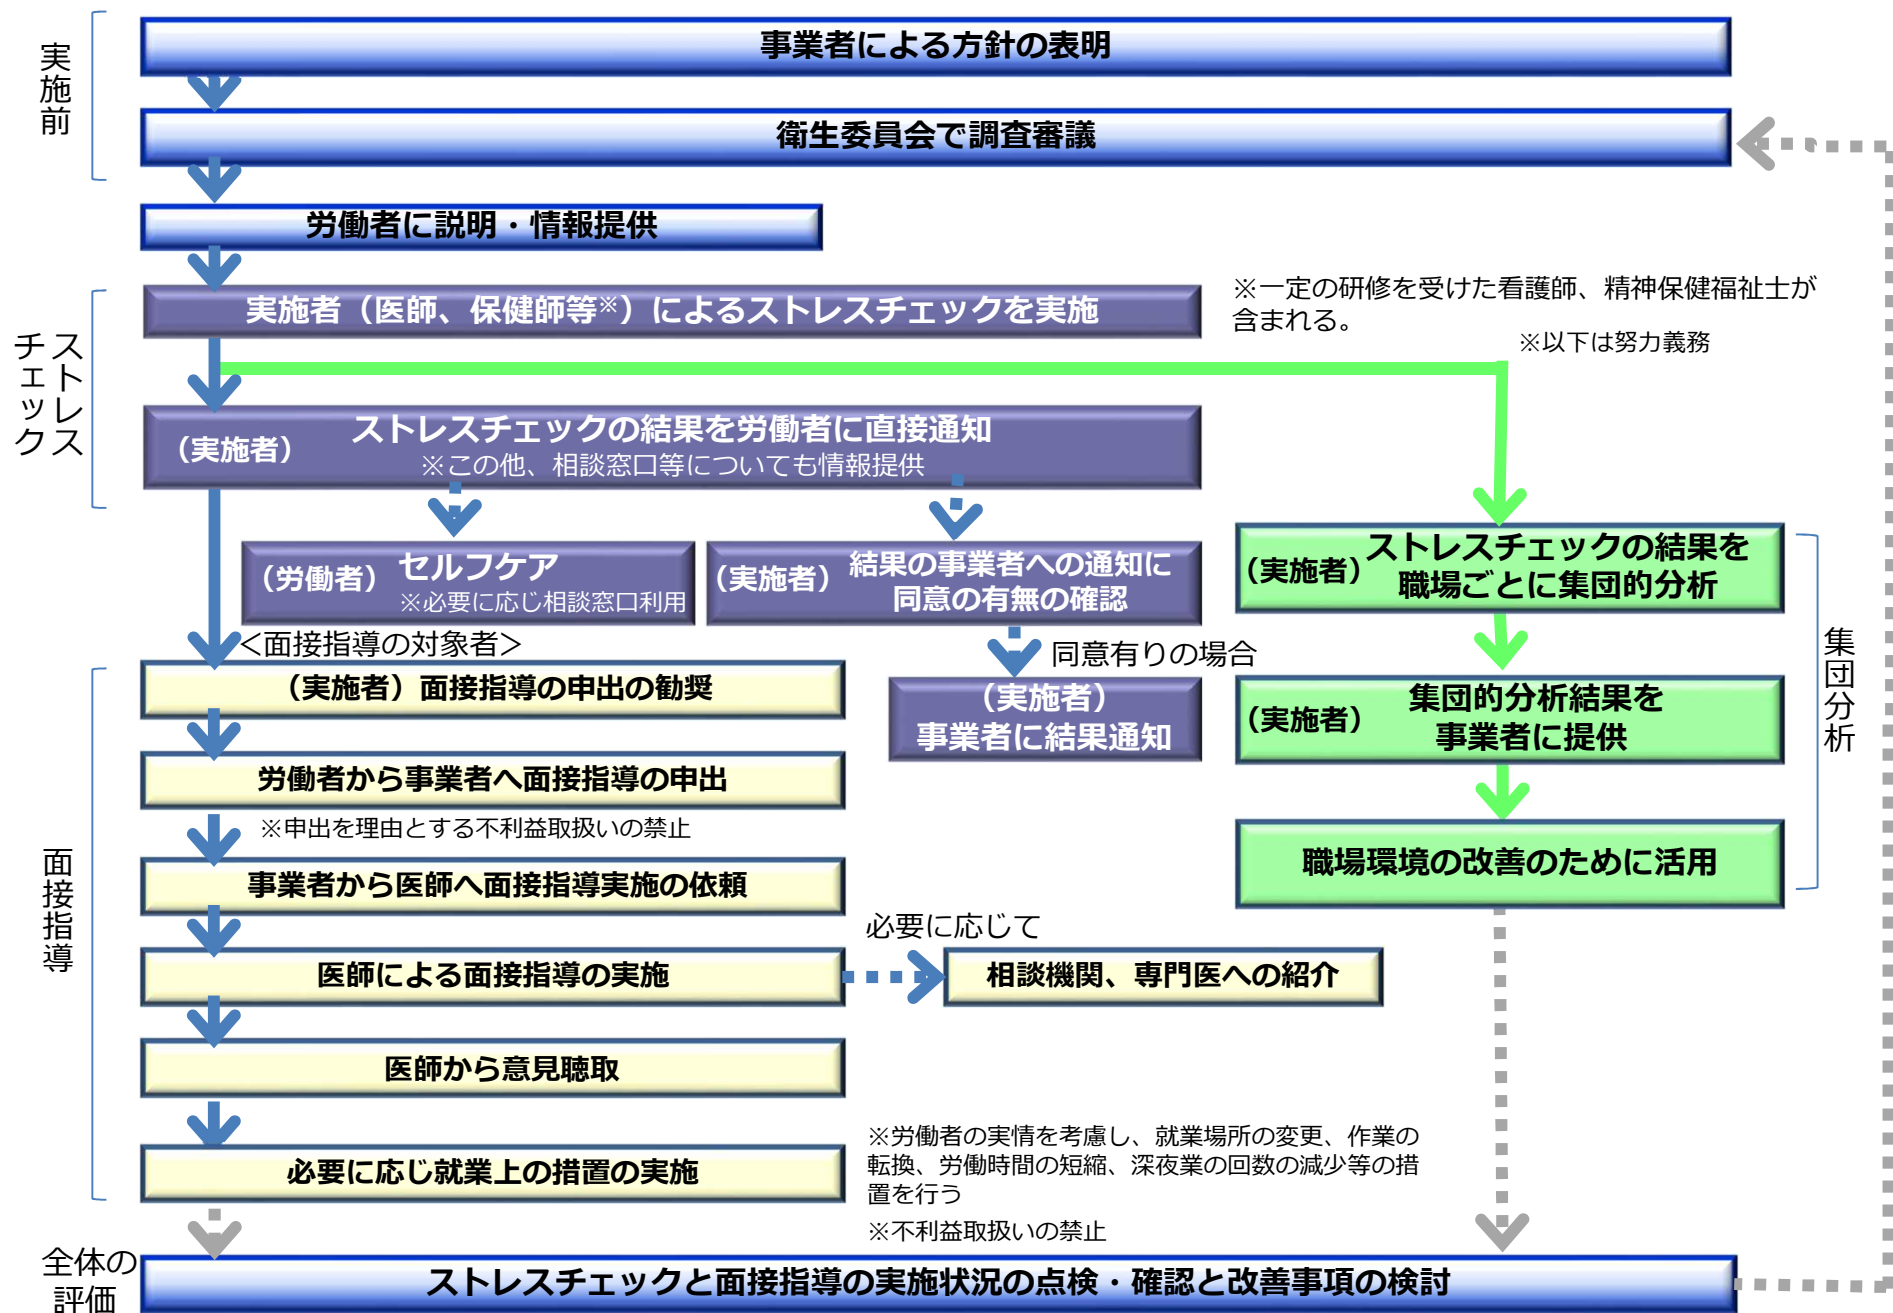 実施前
事業者による方針の表明
衛生委員会で調査審議
労働者に説明・情報提供
ストレス
チェック
実施者（医師、保健師等※）によるストレスチェックを実施
※一定の研修を受けた看護師、精神保健福祉士が
含まれる。
※以下は努力義務
（実施者）
ストレスチェックの結果を労働者に直接通知
※この他、相談窓口等についても情報提供
（労働者）
セルフケア
※必要に応じ相談窓口利用
（実施者）
結果の事業者への通知に
同意の有無の確認
同意有りの場合
（実施者）
事業者に結果通知
集団分析
（実施者）
ストレスチェックの結果を
職場ごとに集団的分析
（実施者）
集団的分析結果を
事業者に提供
職場環境の改善のために活用
＜面接指導の対象者＞
面接指導
（実施者）面接指導の申出の勧奨
労働者から事業者へ面接指導の申出
※申出を理由とする不利益取扱いの禁止
事業者から医師へ面接指導実施の依頼
医師による面接指導の実施
必要に応じて
相談機関、専門医への紹介
医師から意見聴取
必要に応じ就業上の措置の実施
※労働者の実情を考慮し、就業場所の変更、作業の
転換、労働時間の短縮、深夜業の回数の減少等の措
置を行う
※不利益取扱いの禁止
全体の
評価
ストレスチェックと面接指導の実施状況の点検・確認と改善事項の検討